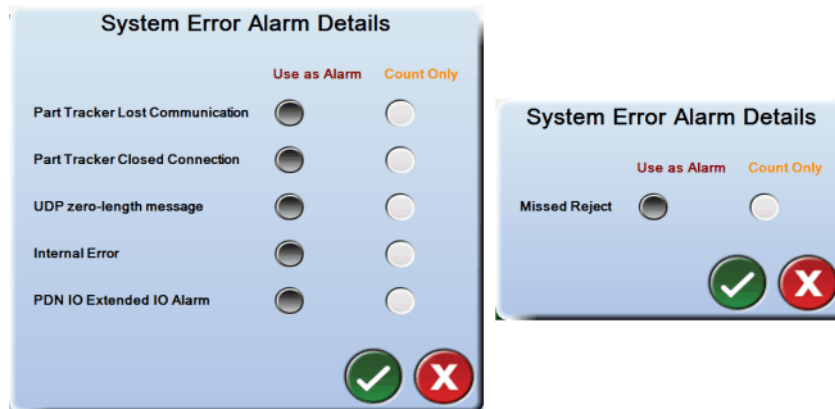 System Error Alarm Details
Use as Alarm Count Only
Part Tracker Lost Communication
Part Tracker Closed Connection
UDP zero-length message
Internal Error
PDN IO Extended IO Alarm
System Error Alarm Details
Use as Alarm Count Only
Missed Reject